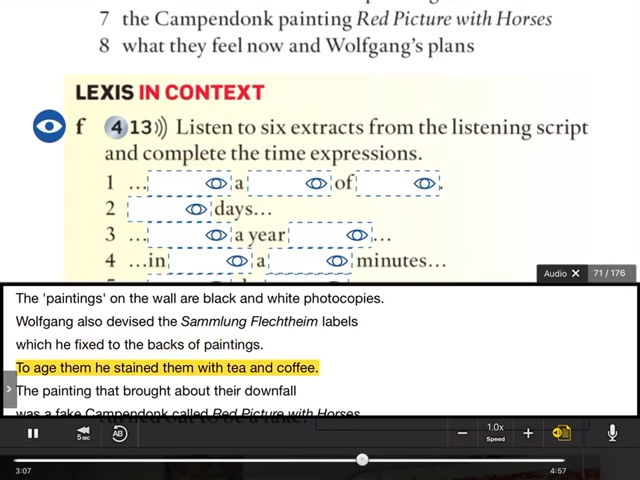 7 the Campendonk painting Red Picture with Horses
8 what they feel now and Wolfgang's plans
LEXIS IN CONTEXT
f 4 13))) Listen to six extracts from the listening script
and complete the time expressions.
1 ... a of .
2 days...
3 ... a year ...
4 ...in a minutes...
Audio X 71 / 176
The 'paintings' on the wall are black and white photocopies.
Wolfgang also devised the Sammlung Flechtheim labels
which he fixed to the backs of paintings.
To age them he stained them with tea and coffee.
The painting that brought about their downfall
was a fake Campendonk called Red Picture with Horses
5 sec
AB
1.0x
Speed
3:07
4:57